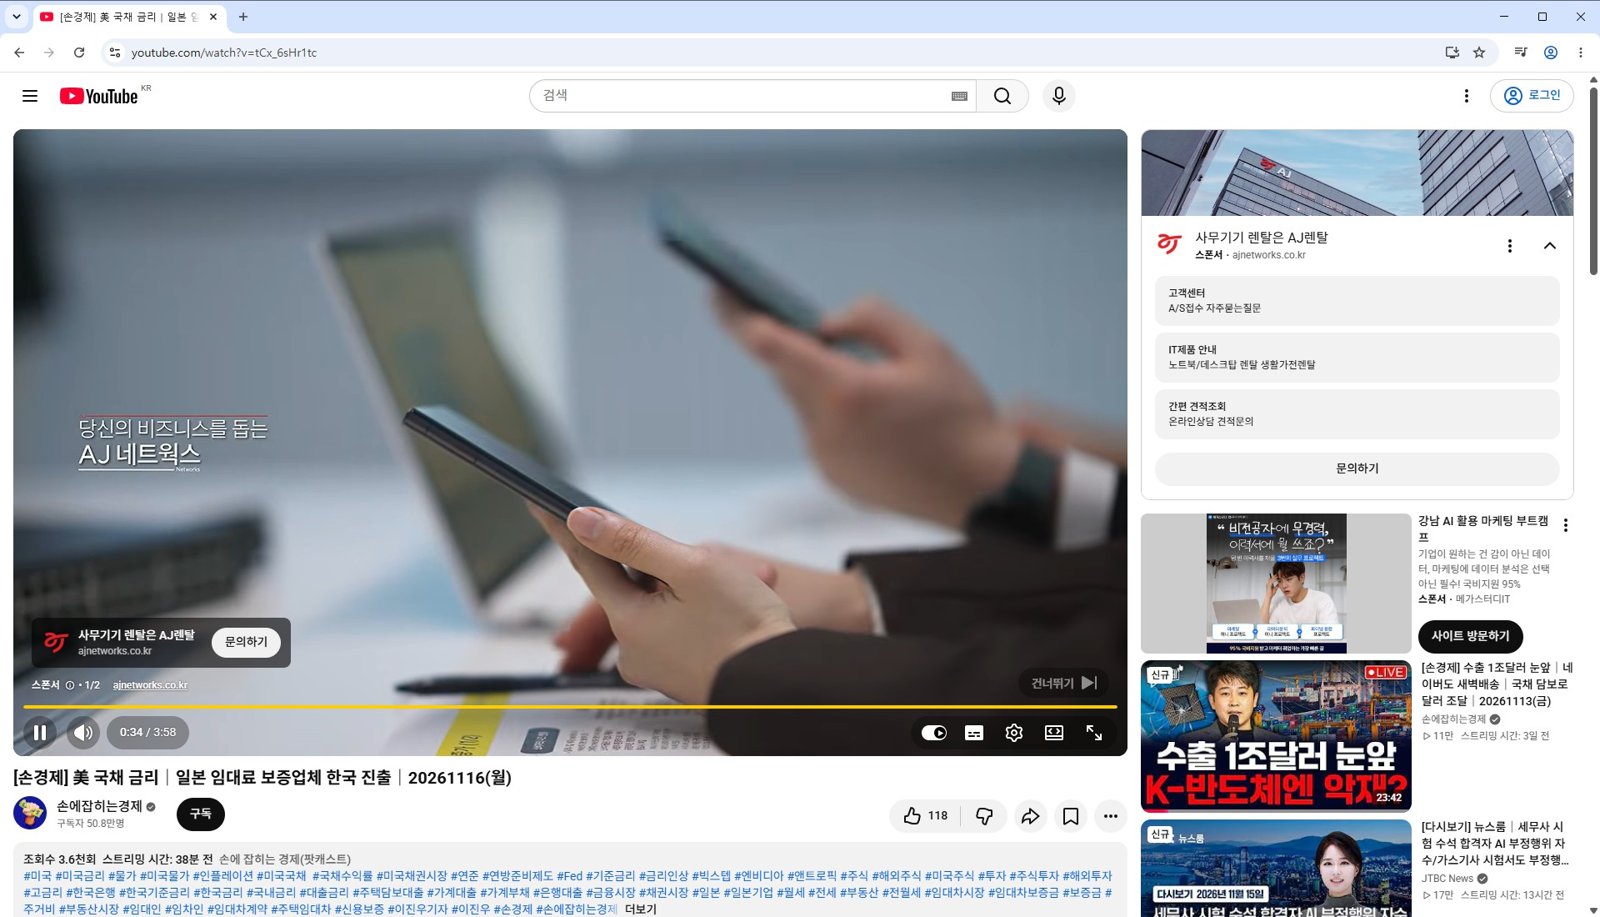 [손경제] 美 국채 금리 | 일본 임
youtube.com/watch?v=tCx_6sHr1tc
YouTube KR
검색
로그인
당신의 비즈니스를 돕는
AJ 네트웍스
Networks
사무기기 렌탈은 AJ렌탈
ajnetworks.co.kr
문의하기
스폰서 · 1/2 ajnetworks.co.kr
건너뛰기
0:34 / 3:58
[손경제] 美 국채 금리｜일본 임대료 보증업체 한국 진출｜20261116(월)
손에잡히는경제
구독자 50.8만명
구독
118
조회수 3.6천회 스트리밍 시간: 38분 전 손에 잡히는 경제(팟캐스트)
#미국 #미국금리 #물가 #미국물가 #인플레이션 #미국국채 #국채수익률 #미국채권시장 #연준 #연방준비제도 #Fed #기준금리 #금리인상 #빅스텝 #엔비디아 #앤트로픽 #주식 #해외주식 #미국주식 #투자 #주식투자 #해외투자
#고금리 #한국은행 #한국기준금리 #한국금리 #국내금리 #대출금리 #주택담보대출 #가계대출 #가계부채 #은행대출 #금융시장 #채권시장 #일본 #일본기업 #월세 #전세 #부동산 #전월세 #임대차시장 #임대차보증금 #보증금 #
주거비 #부동산시장 #임대인 #임차인 #임대차계약 #주택임대차 #신용보증 #이진우기자 #이진우 #손경제 #손에잡히는경제 더보기
AJ
사무기기 렌탈은 AJ렌탈
스폰서 · ajnetworks.co.kr
고객센터
A/S접수 자주묻는질문
IT제품 안내
노트북/데스크탑 렌탈 생활가전렌탈
간편 견적조회
온라인상담 견적문의
문의하기
“비전공자에 무경력,
이력서에 뭘 쓰죠?”
강남 AI 활용 마케팅 부트캠
프
기업이 원하는 건 감이 아닌 데이
터, 마케팅에 데이터 분석은 선택
아닌 필수! 국비지원 95%
스폰서 · 메가스터디IT
사이트 방문하기
신규
LIVE
수출 1조달러 눈앞
K-반도체엔 악재?
23:42
[손경제] 수출 1조달러 눈앞｜네
이버도 새벽배송｜국채 담보로
달러 조달｜20261113(금)
손에잡히는경제
11만 스트리밍 시간: 3일 전
신규
뉴스룸
다시보기 2026년 11월 15일
세무사 시험 수석 합격자 AI 부정행위 자수
[다시보기] 뉴스룸｜세무사 시
험 수석 합격자 AI 부정행위 자
수/가스기사 시험서도 부정행...
JTBC News
17만 스트리밍 시간: 13시간 전